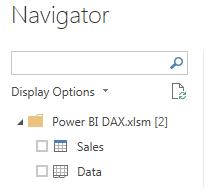 Navigator
Display Options
Power BI DAX.xlsm [2]
Sales
Data